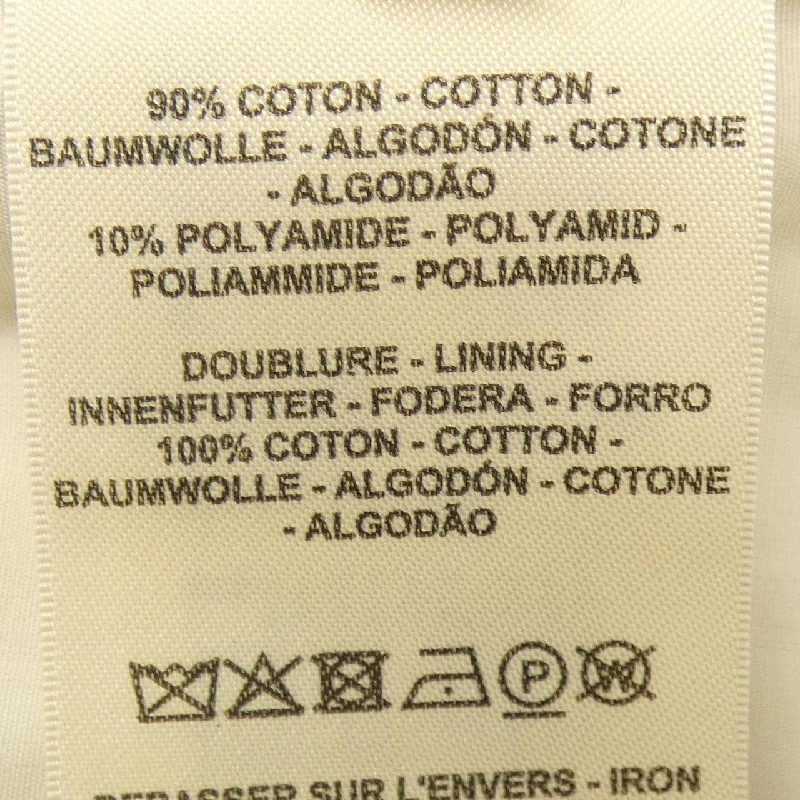 90% COTON - COTTON -
BAUMWOLLE - ALGODÓN - COTONE
- ALGODÃO
10% POLYAMIDE - POLYAMID -
POLIAMMIDE - POLIAMIDA
DOUBLURE - LINING -
INNENFUTTER - FODERA - FORRO
100% COTON - COTTON -
BAUMWOLLE - ALGODÓN - COTONE
- ALGODÃO
P W
REPASSER SUR L'ENVERS - IRON